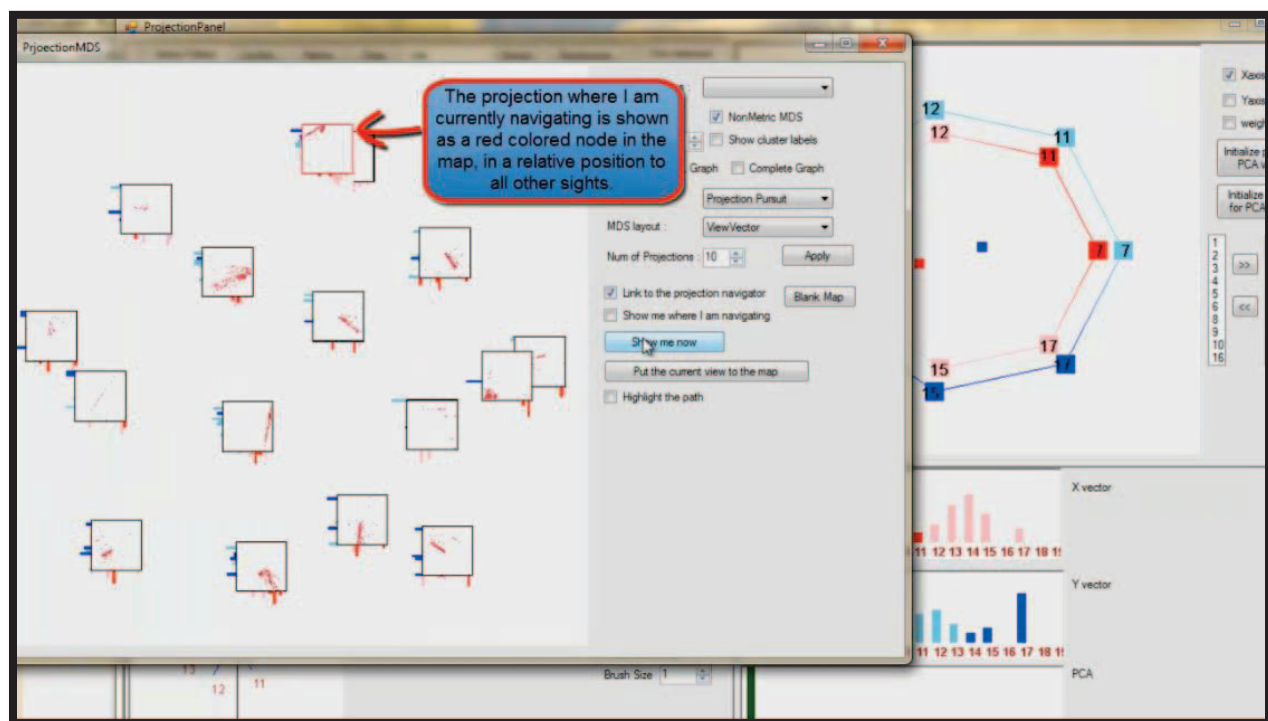 ProjectionPanel
PrjoectionMDS
The projection where I am
currently navigating is shown
as a red colored node in the
map, in a relative position to
all other sights.
NonMetric MDS
Show cluster labels
Graph
Complete Graph
Projection Pursuit
MDS layout :
ViewVector
Num of Projections :
10
Apply
Link to the projection navigator
Blank Map
Show me where I am navigating
Show me now
Put the current view to the map
Highlight the path
12
12
11
11
7
7
17
17
15
15
Xaxis
Yaxis
weigh
Initialize p
PCA v
Initialize
for PCA
1
2
3
4
5
6
8
9
10
16
>>
<<
X vector
11 12 13 14 15 16 17 18 19
Y vector
11 12 13 14 15 16 17 18 19
PCA
13
12
11
Brush Size
1